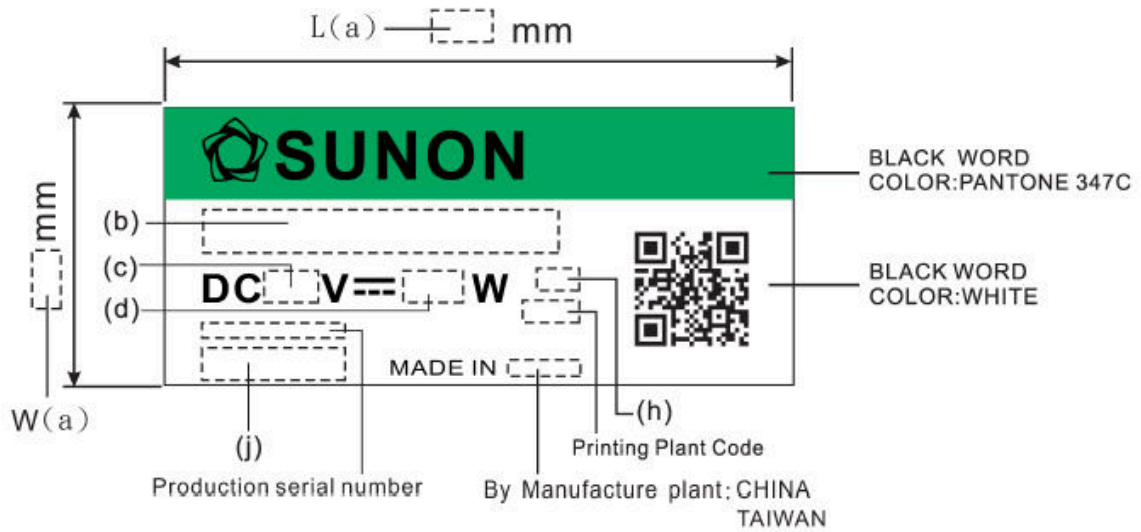 L(a) mm
SUNON
BLACK WORD
COLOR:PANTONE 347C
mm
(b)
(c)
DC V W
(d)
BLACK WORD
COLOR:WHITE
MADE IN
W(a)
(h)
(j)
Printing Plant Code
Production serial number
By Manufacture plant: CHINA
TAIWAN